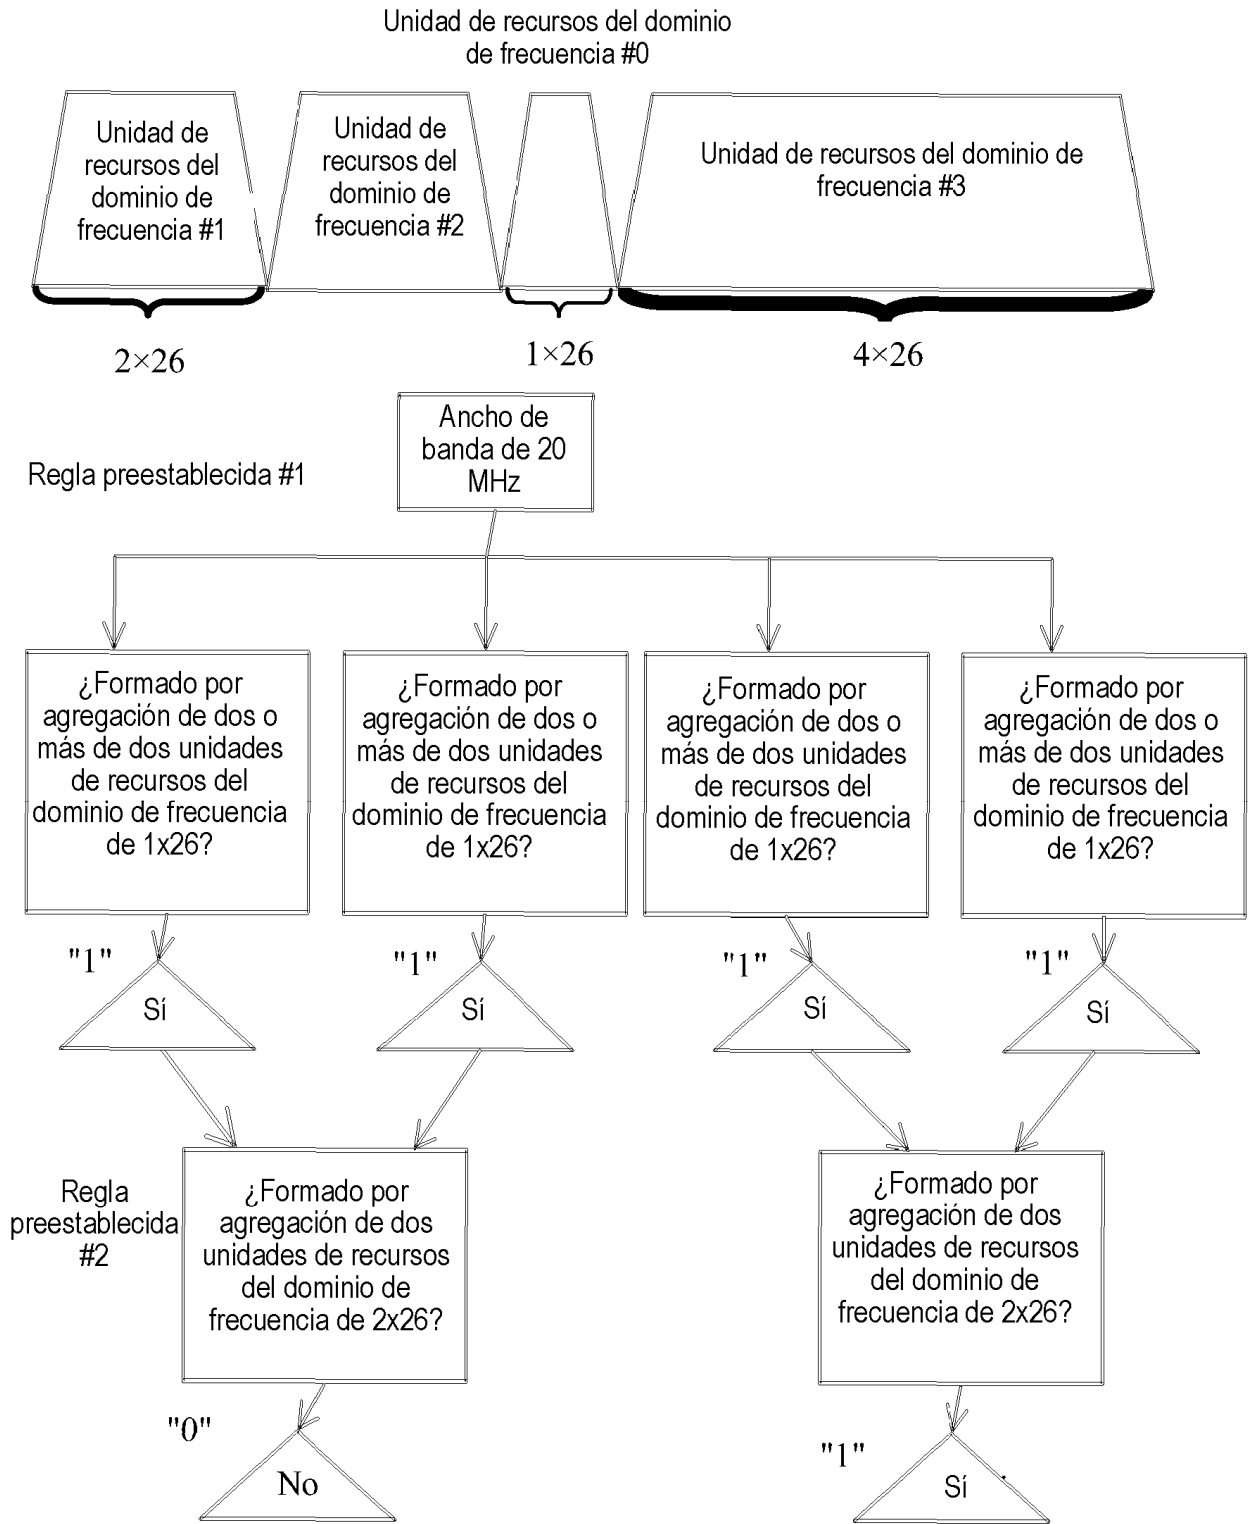 Unidad de recursos del dominio
de frecuencia #0
Unidad de
recursos del
dominio de
frecuencia #1
Unidad de
recursos del
dominio de
frecuencia #2
Unidad de recursos del dominio de
frecuencia #3
2×26
1×26
4×26
Ancho de
banda de 20
MHz
Regla preestablecida #1
¿Formado por
agregación de dos o
más de dos unidades
de recursos del
dominio de frecuencia
de 1x26?
¿Formado por
agregación de dos o
más de dos unidades
de recursos del
dominio de frecuencia
de 1x26?
¿Formado por
agregación de dos o
más de dos unidades
de recursos del
dominio de frecuencia
de 1x26?
¿Formado por
agregación de dos o
más de dos unidades
de recursos del
dominio de frecuencia
de 1x26?
"1"
Sí
"1"
Sí
"1"
Sí
"1"
Sí
Regla
preestablecida
#2
¿Formado por
agregación de dos
unidades de recursos
del dominio de
frecuencia de 2x26?
¿Formado por
agregación de dos
unidades de recursos
del dominio de
frecuencia de 2x26?
"0"
No
"1"
Sí